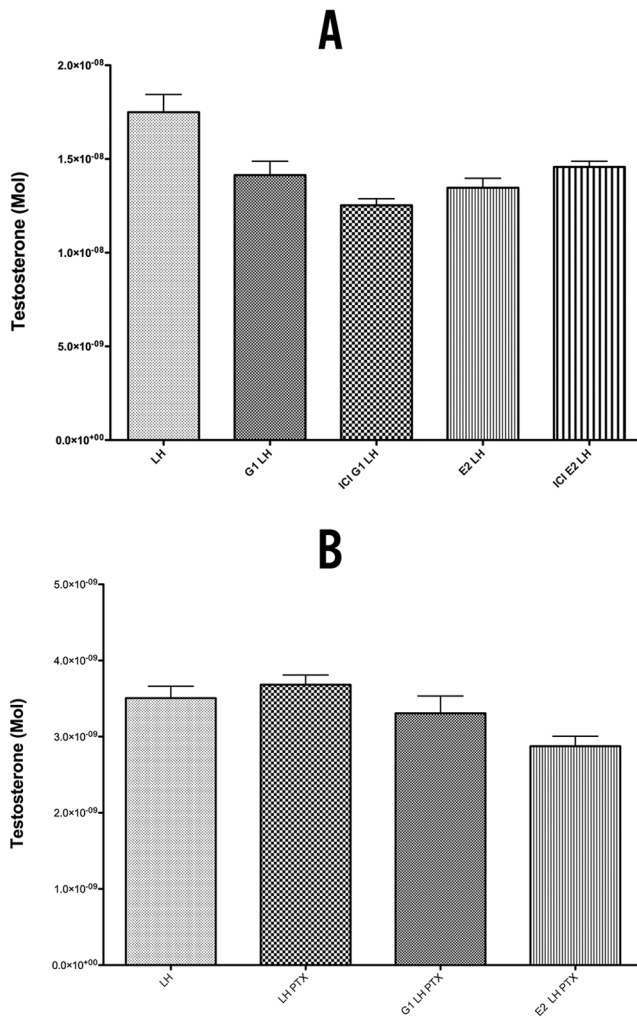 A
Testosterone (Mol)
2.0×10⁻⁰⁸
1.5×10⁻⁰⁸
1.0×10⁻⁰⁸
5.0×10⁻⁰⁹
0.0×10⁺⁰⁰
LH
G1 LH
ICI G1 LH
E2 LH
ICI E2 LH
B
Testosterone (Mol)
5.0×10⁻⁰⁹
4.0×10⁻⁰⁹
3.0×10⁻⁰⁹
2.0×10⁻⁰⁹
1.0×10⁻⁰⁹
0.0×10⁺⁰⁰
LH
LH PTX
G1 LH PTX
E2 LH PTX